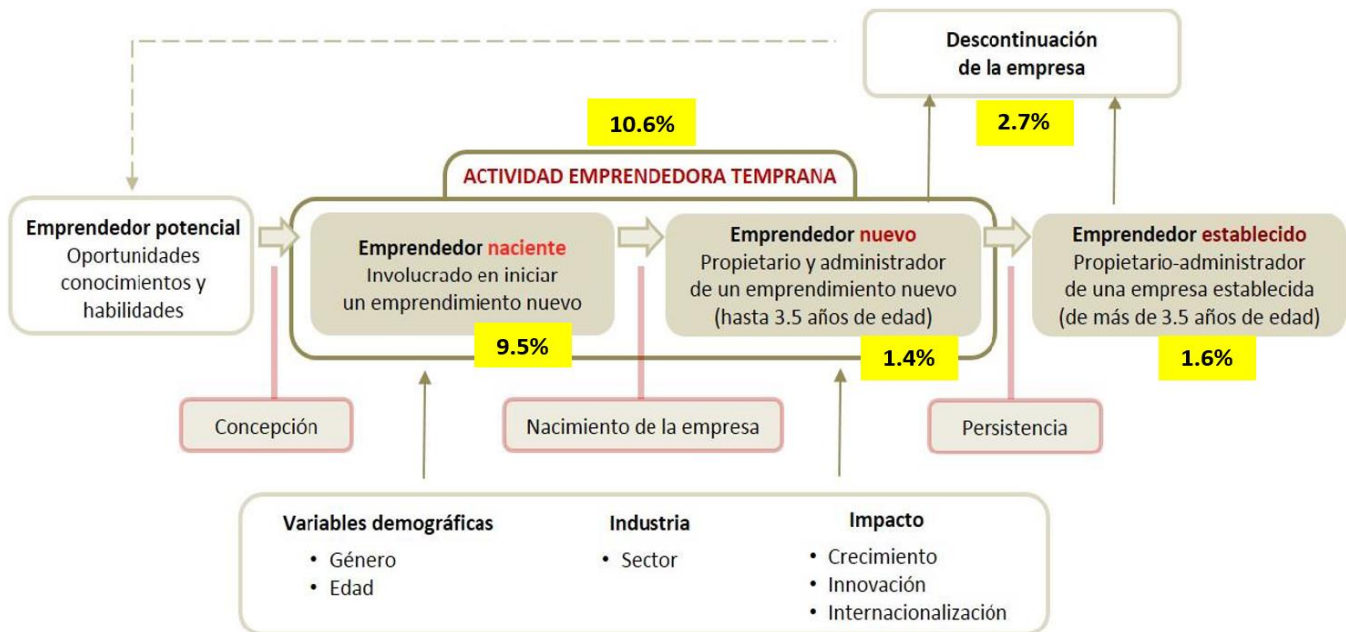 Descontinuación
de la empresa
2.7%
10.6%
ACTIVIDAD EMPRENDEDORA TEMPRANA
Emprendedor potencial
Oportunidades
conocimientos y
habilidades
Emprendedor naciente
Involucrado en iniciar
un emprendimiento nuevo
9.5%
Emprendedor nuevo
Propietario y administrador
de un emprendimiento nuevo
(hasta 3.5 años de edad)
1.4%
Emprendedor establecido
Propietario-administrador
de una empresa establecida
(de más de 3.5 años de edad)
1.6%
Concepción
Nacimiento de la empresa
Persistencia
Variables demográficas
• Género
• Edad
Industria
• Sector
Impacto
• Crecimiento
• Innovación
• Internacionalización